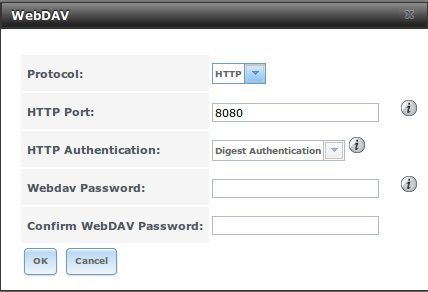 WebDAV
Protocol: HTTP
HTTP Port: 8080
HTTP Authentication: Digest Authentication
Webdav Password:
Confirm WebDAV Password:
OK Cancel